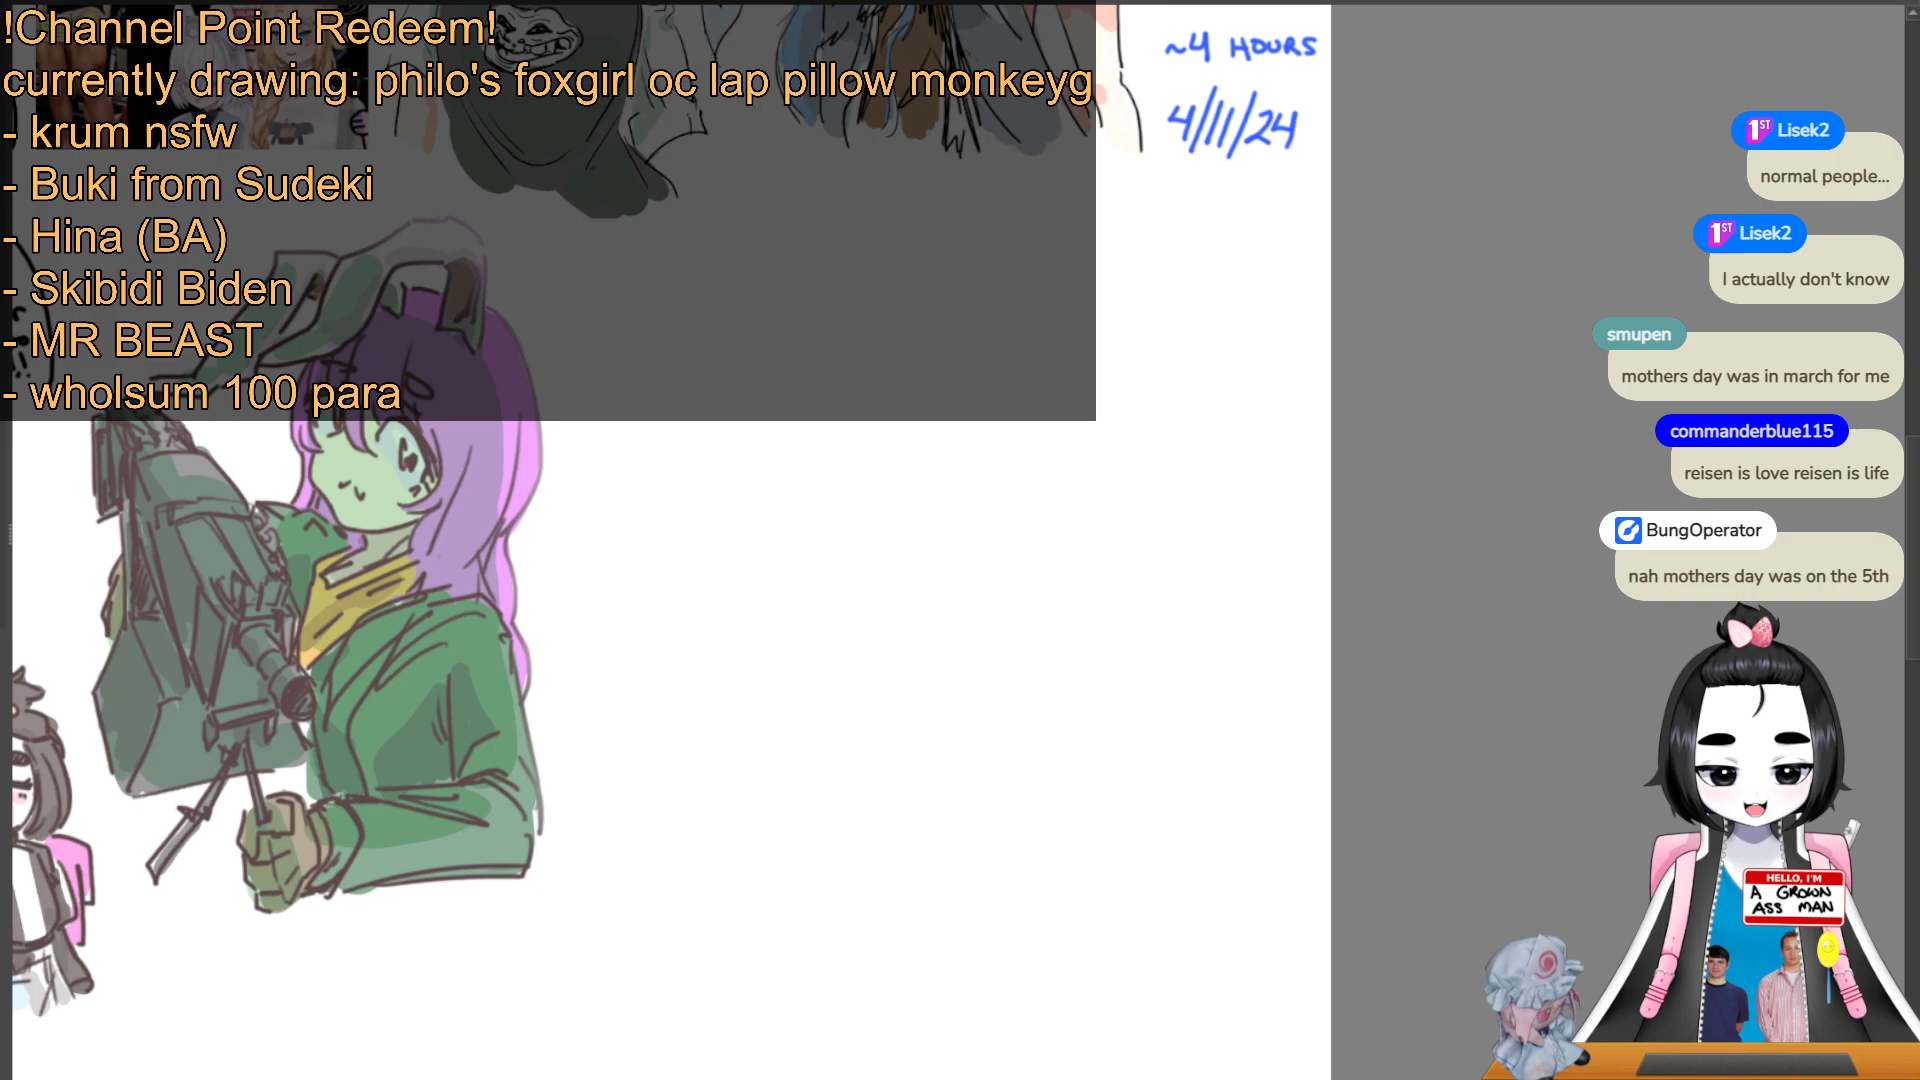 !Channel Point Redeem!
currently drawing: philo's foxgirl oc lap pillow monkeyg
- krum nsfw
- Buki from Sudeki
- Hina (BA)
- Skibidi Biden
- MR BEAST
- wholsum 100 para
~4 HOURS
4/11/24
1ST Lisek2
normal people...
1ST Lisek2
I actually don't know
smupen
mothers day was in march for me
commanderblue115
reisen is love reisen is life
BungOperator
nah mothers day was on the 5th
HELLO, I'M
A GROWN
ASS MAN